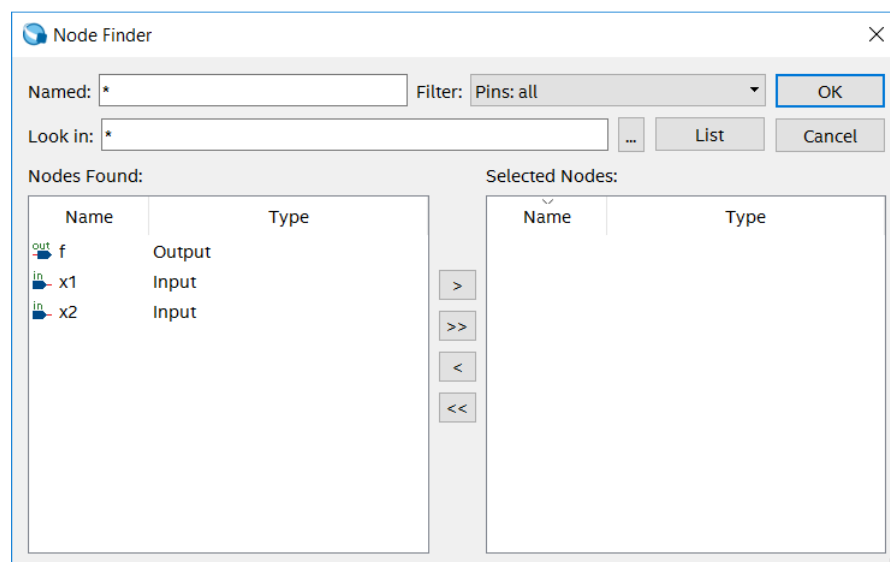 Node Finder
Named: * Filter: Pins: all OK
Look in: * ... List Cancel
Nodes Found: Selected Nodes:
Name Type Name Type
out f Output
in x1 Input
in x2 Input
>
>>
<
<<